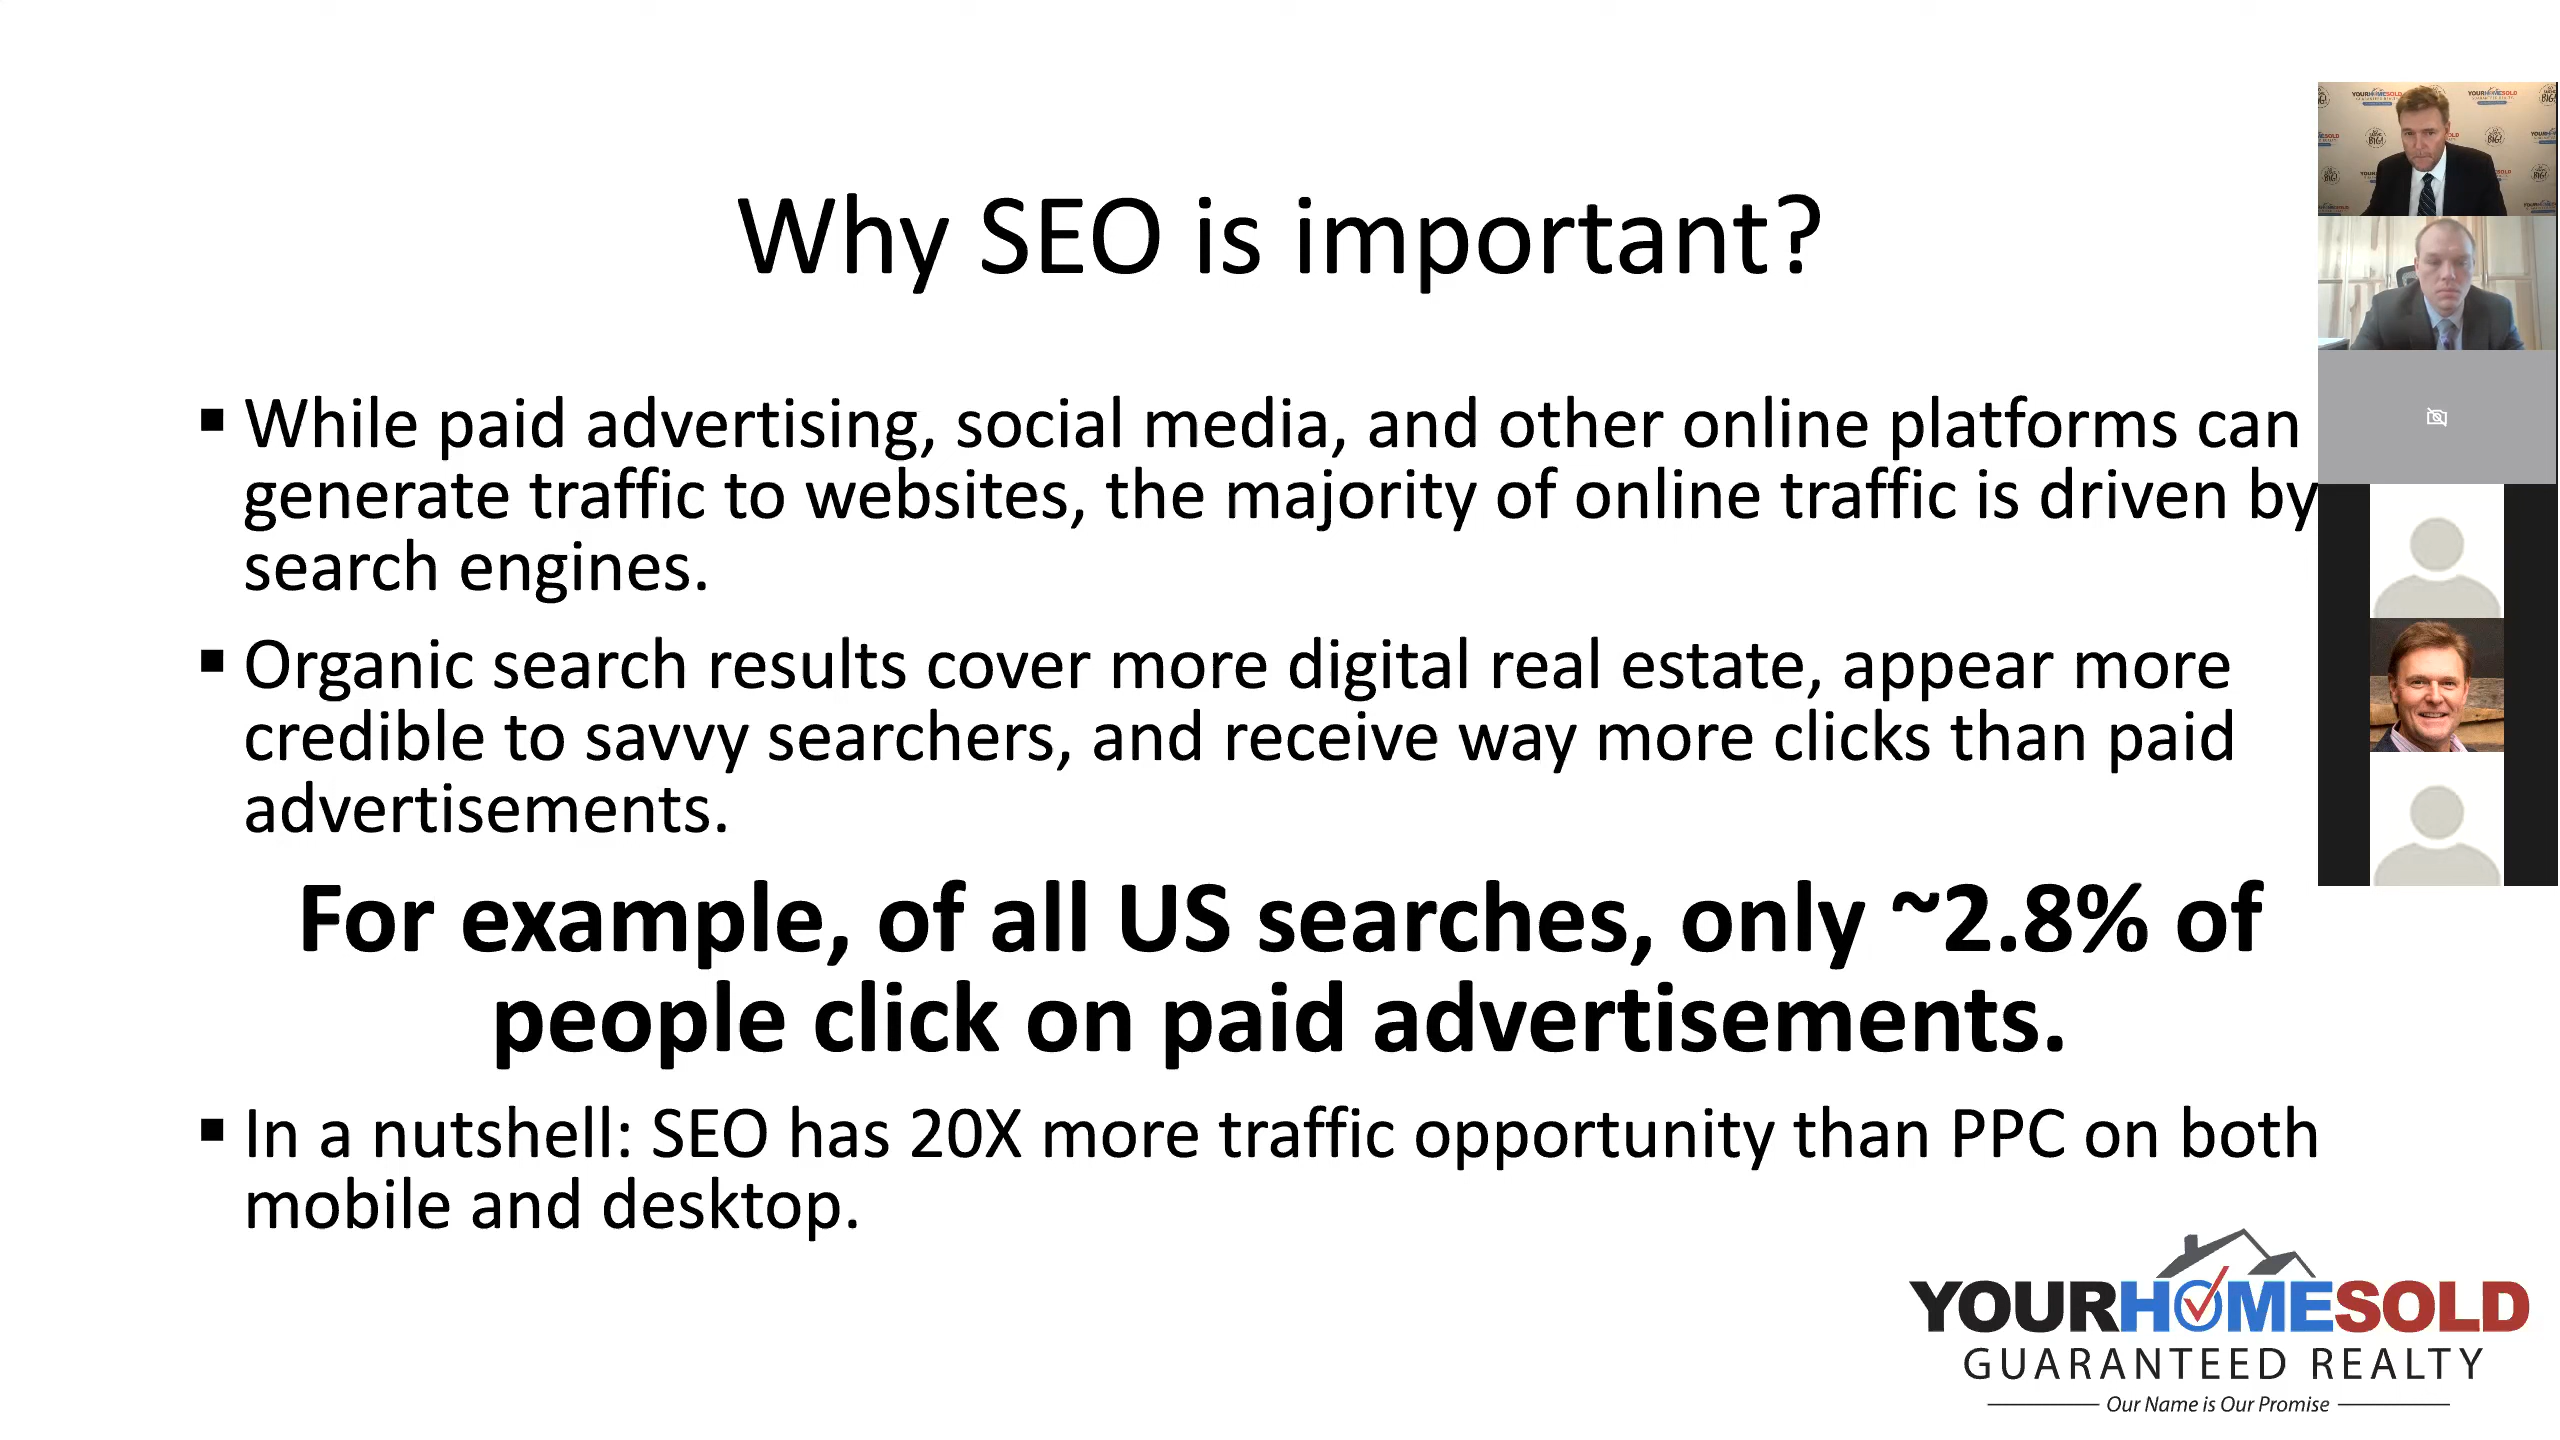 Why SEO is important?
▪ While paid advertising, social media, and other online platforms can
generate traffic to websites, the majority of online traffic is driven by
search engines.
▪ Organic search results cover more digital real estate, appear more
credible to savvy searchers, and receive way more clicks than paid
advertisements.
For example, of all US searches, only ~2.8% of
people click on paid advertisements.
▪ In a nutshell: SEO has 20X more traffic opportunity than PPC on both
mobile and desktop.
YOURHOMESOLD
GUARANTEED REALTY
Our Name is Our Promise
YOURHOMESOLD
YOURHOMESOLD
BIG!
BIG!